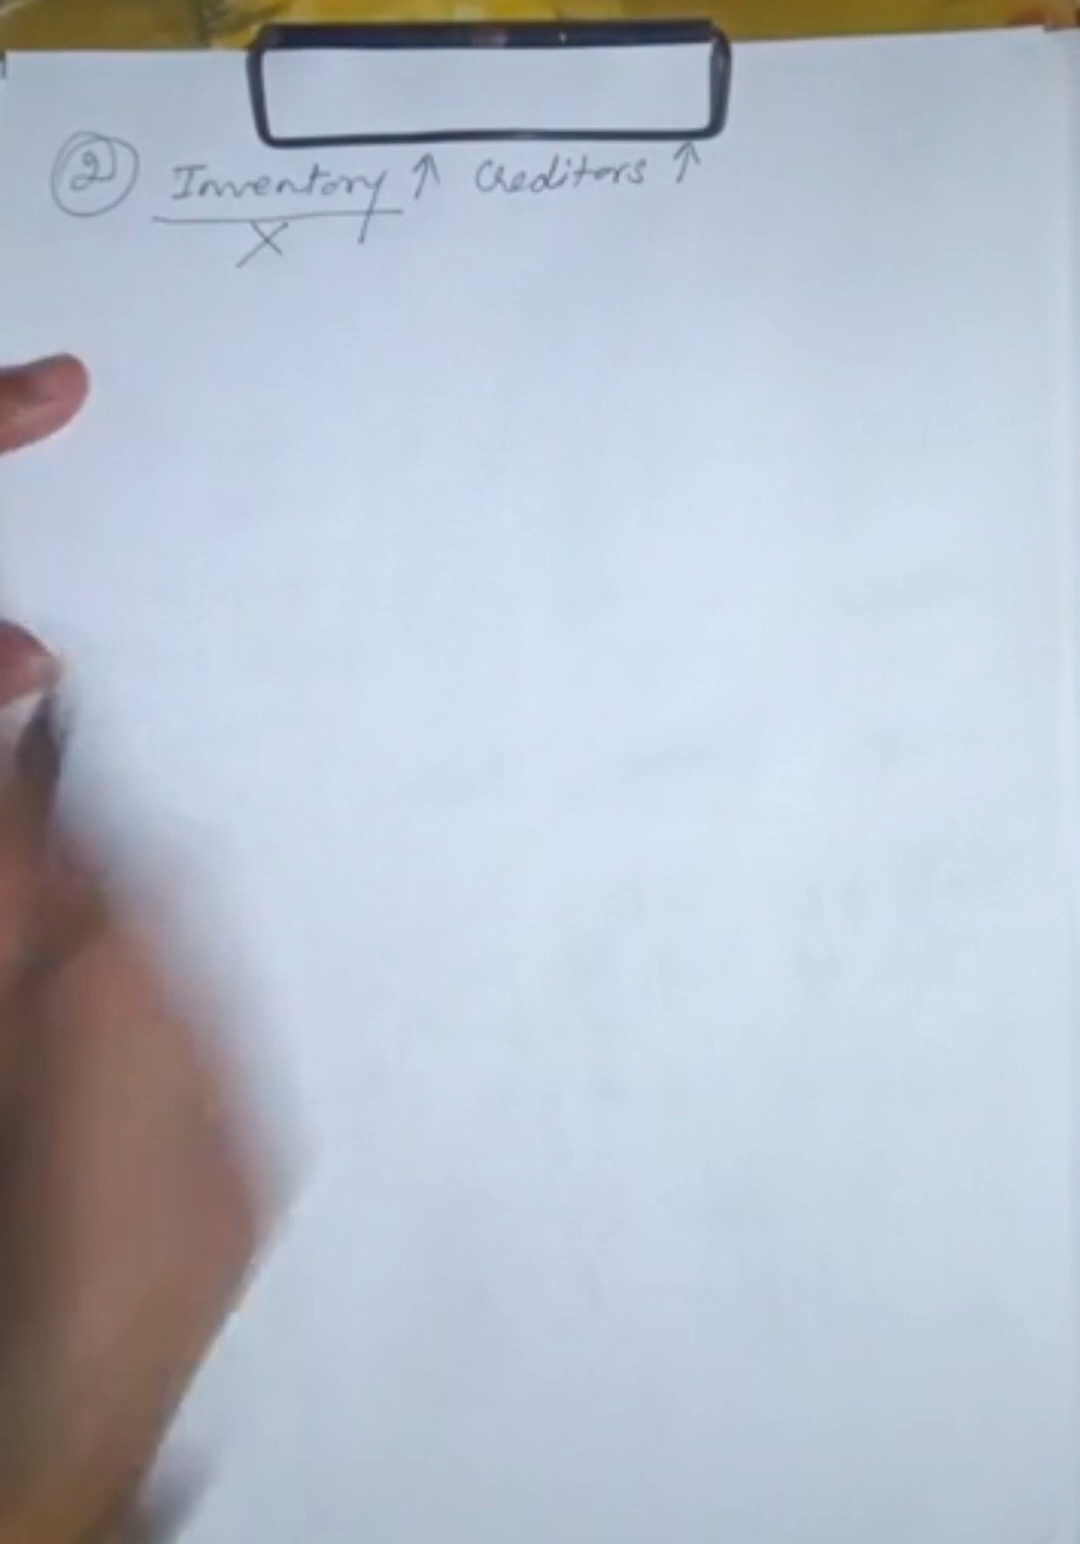 ② Inventory ↑ Creditors ↑
X